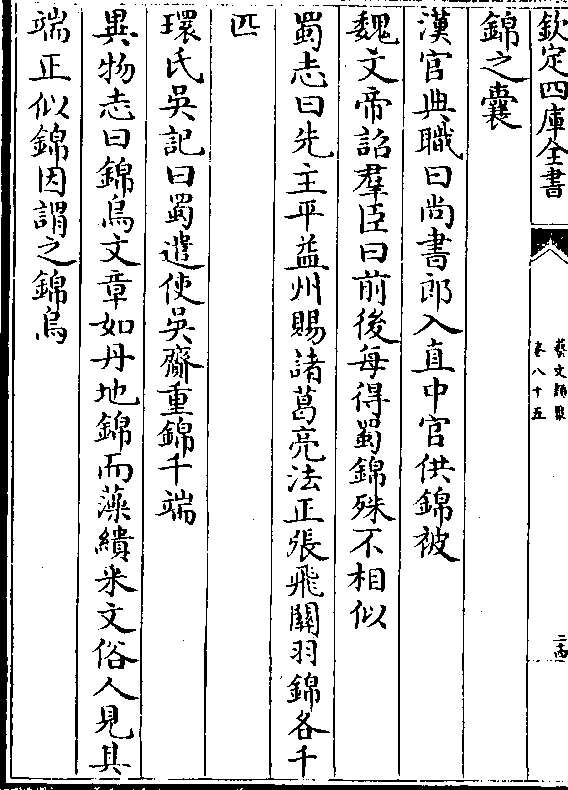 欽定四庫全書
藝文類聚
卷八十五
二十四
錦之囊
漢官典職曰尚書郎入直中官供錦被
魏文帝詔羣臣曰前後每得蜀錦殊不相似
蜀志曰先主平益州賜諸葛亮法正張飛關羽錦各千
匹
環氏吳記曰蜀遣使吳齎重錦千端
異物志曰錦鳥文章如丹地錦而藻繢米文俗人見其
端正似錦因謂之錦鳥